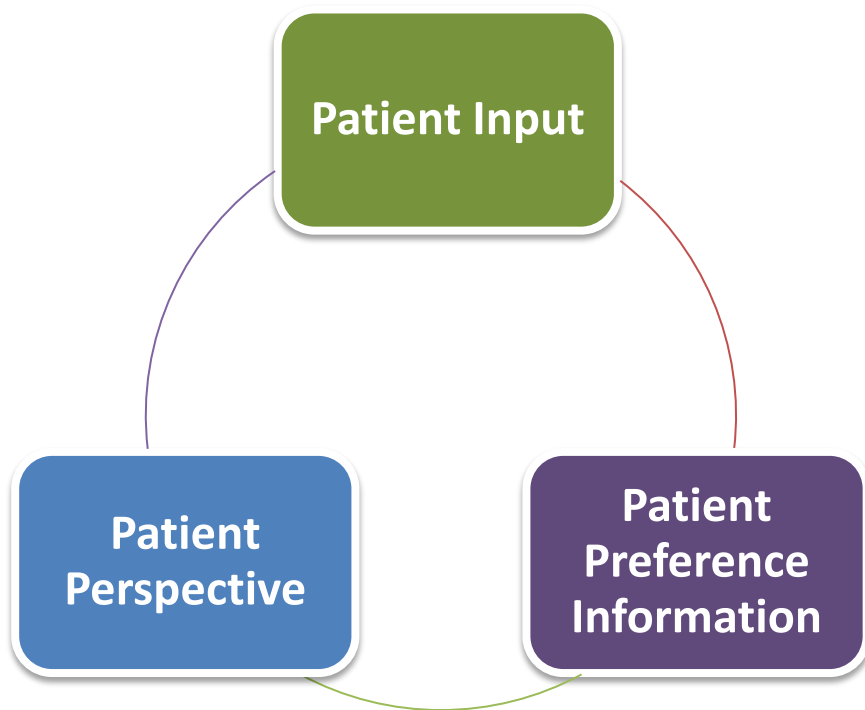 Patient Input
Patient
Perspective
Patient
Preference
Information